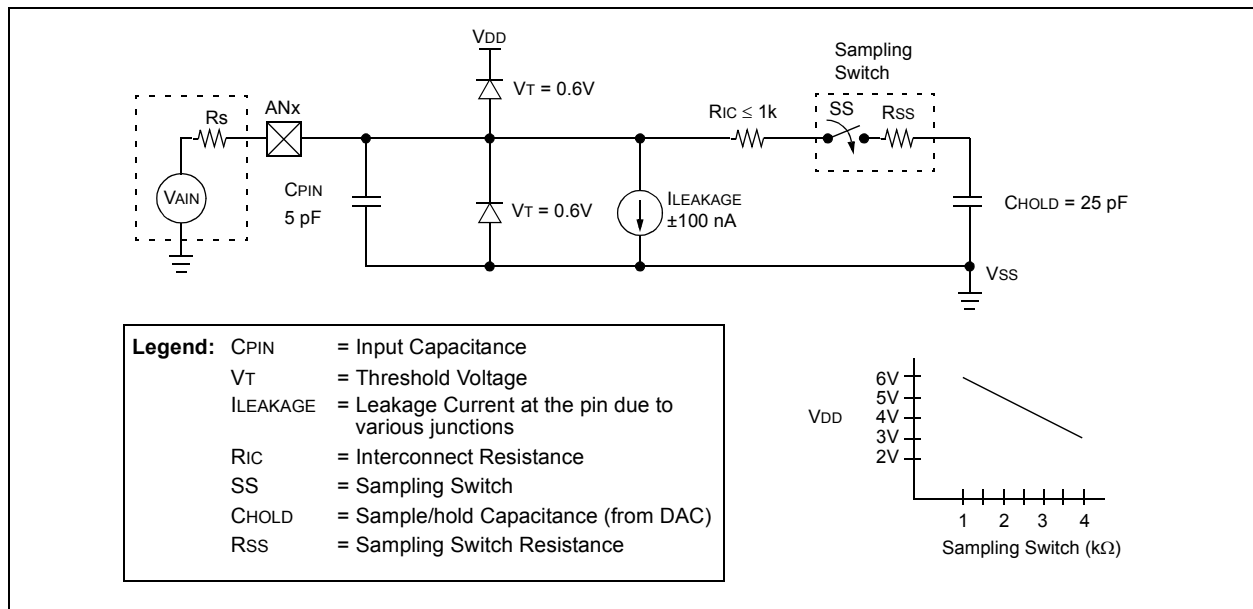 VDD
Sampling
Switch
VT = 0.6V
ANx
RIC ≤ 1k
SS
RSS
Rs
VAIN
CPIN
5 pF
VT = 0.6V
ILEAKAGE
±100 nA
CHOLD = 25 pF
VSS
Legend: CPIN = Input Capacitance
VT = Threshold Voltage
ILEAKAGE = Leakage Current at the pin due to
various junctions
RIC = Interconnect Resistance
SS = Sampling Switch
CHOLD = Sample/hold Capacitance (from DAC)
RSS = Sampling Switch Resistance
VDD
6V
5V
4V
3V
2V
1 2 3 4
Sampling Switch (kΩ)